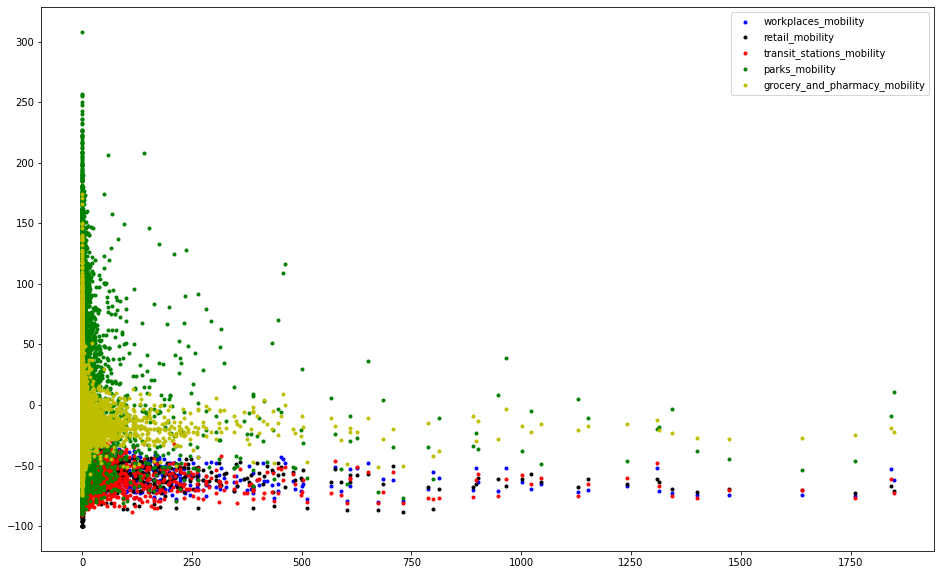 workplaces_mobility
retail_mobility
transit_stations_mobility
parks_mobility
grocery_and_pharmacy_mobility
300
250
200
150
100
50
0
−50
−100
0 250 500 750 1000 1250 1500 1750